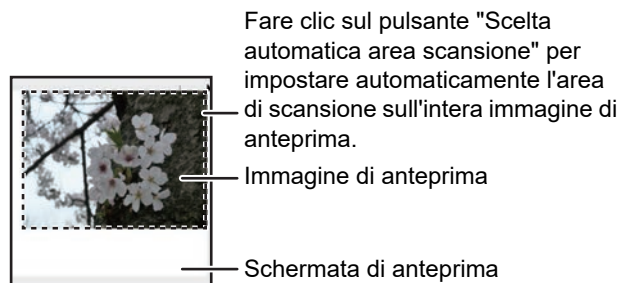 Fare clic sul pulsante "Scelta
automatica area scansione" per
impostare automaticamente l'area
di scansione sull'intera immagine di
anteprima.
Immagine di anteprima
Schermata di anteprima